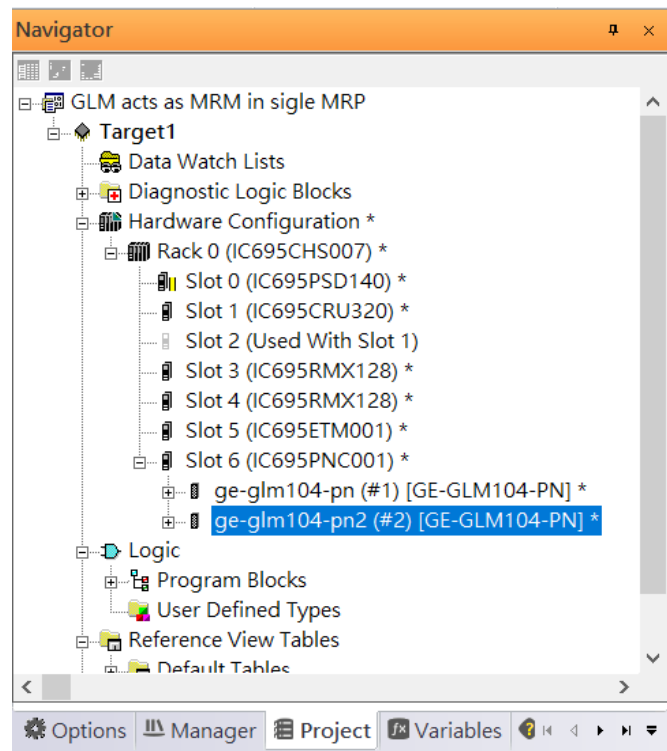 Navigator
GLM acts as MRM in sigle MRP
Target1
Data Watch Lists
Diagnostic Logic Blocks
Hardware Configuration *
Rack 0 (IC695CHS007) *
Slot 0 (IC695PSD140) *
Slot 1 (IC695CRU320) *
Slot 2 (Used With Slot 1)
Slot 3 (IC695RMX128) *
Slot 4 (IC695RMX128) *
Slot 5 (IC695ETM001) *
Slot 6 (IC695PNC001) *
ge-glm104-pn (#1) [GE-GLM104-PN] *
ge-glm104-pn2 (#2) [GE-GLM104-PN] *
Logic
Program Blocks
User Defined Types
Reference View Tables
Default Tables
Options Manager Project Variables